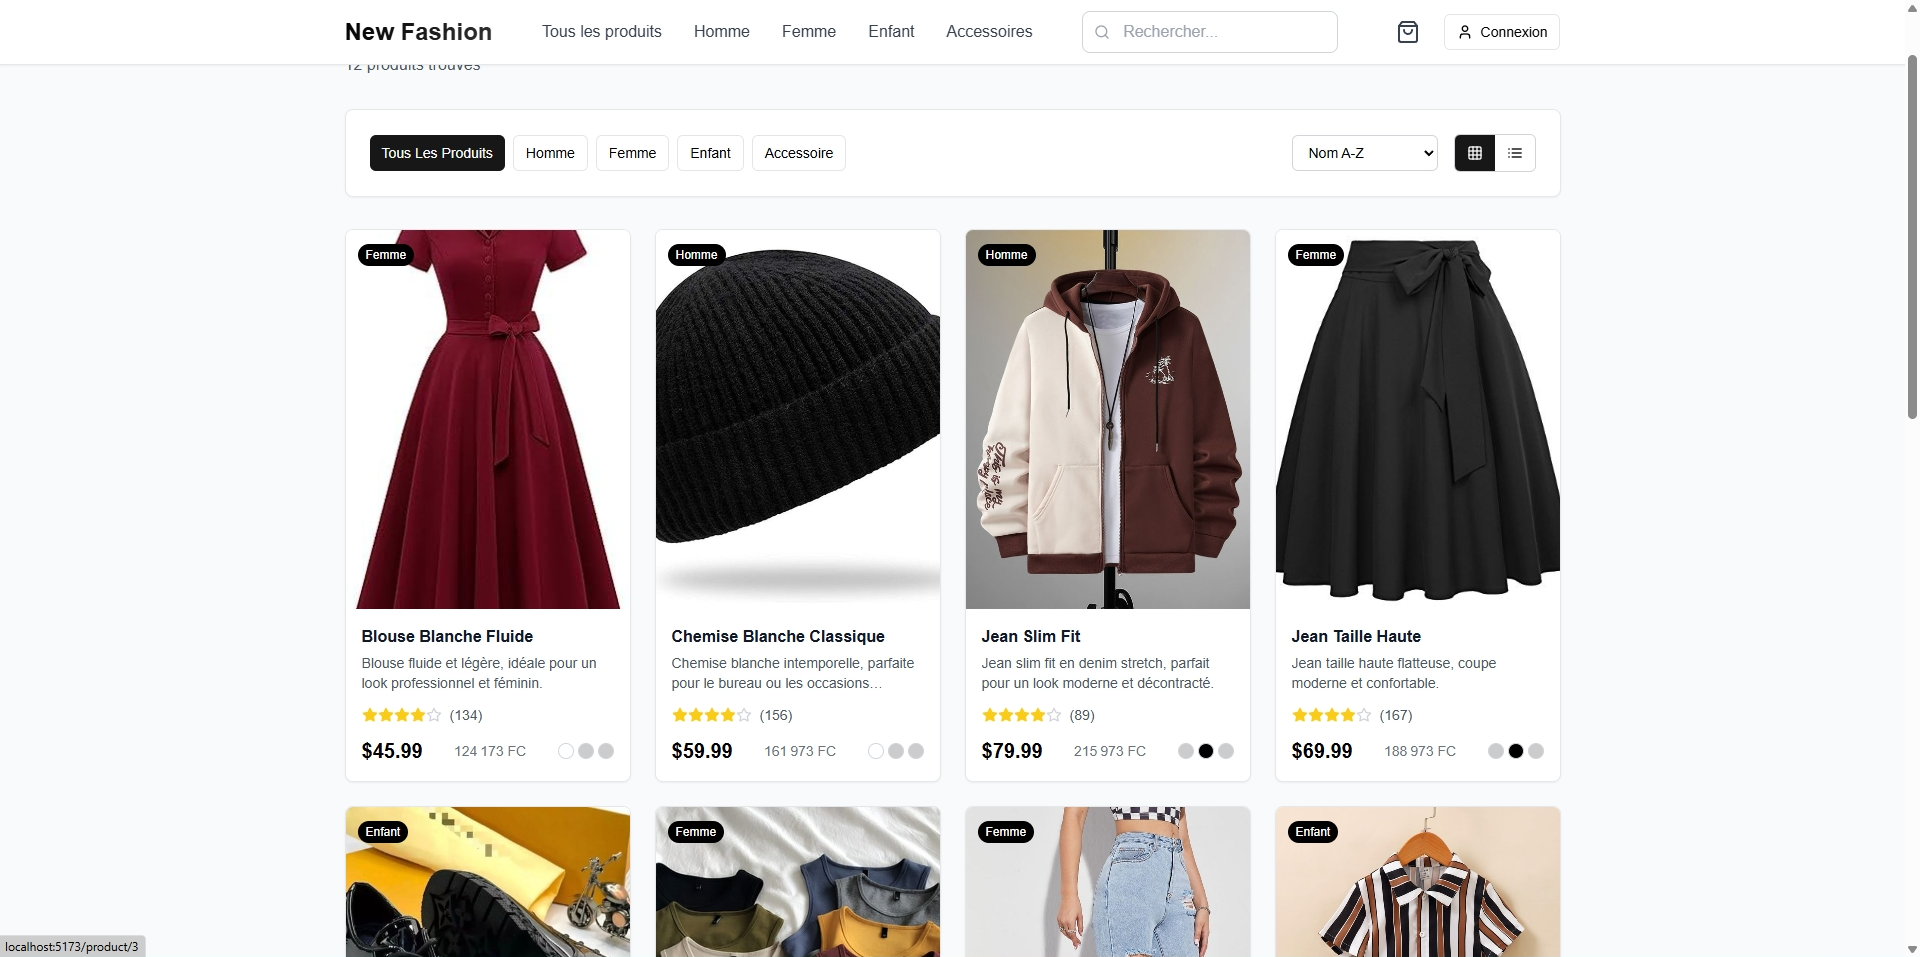 New Fashion
Tous les produits
Homme
Femme
Enfant
Accessoires
Rechercher...
Connexion
12 produits trouvés
Tous Les Produits
Homme
Femme
Enfant
Accessoire
Nom A-Z
Femme
Homme
Homme
Femme
Blouse Blanche Fluide
Blouse fluide et légère, idéale pour un
look professionnel et féminin.
(134)
$45.99
124 173 FC
Chemise Blanche Classique
Chemise blanche intemporelle, parfaite
pour le bureau ou les occasions…
(156)
$59.99
161 973 FC
Jean Slim Fit
Jean slim fit en denim stretch, parfait
pour un look moderne et décontracté.
(89)
$79.99
215 973 FC
Jean Taille Haute
Jean taille haute flatteuse, coupe
moderne et confortable.
(167)
$69.99
188 973 FC
Enfant
Femme
Femme
Enfant
localhost:5173/product/3